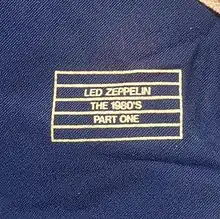 LED ZEPPELIN
THE 1980'S
PART ONE